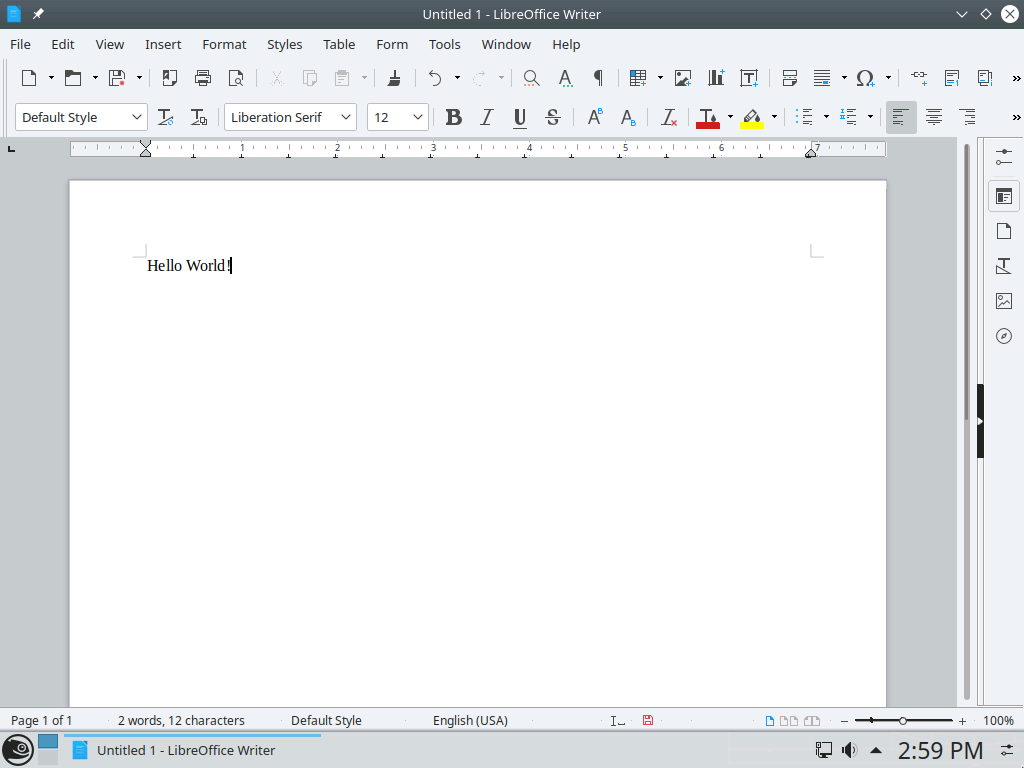 Untitled 1 - LibreOffice Writer
File Edit View Insert Format Styles Table Form Tools Window Help
Default Style Liberation Serif 12
1 2 3 4 5 6 7
Hello World!
Page 1 of 1 2 words, 12 characters Default Style English (USA) 100%
Untitled 1 - LibreOffice Writer 2:59 PM